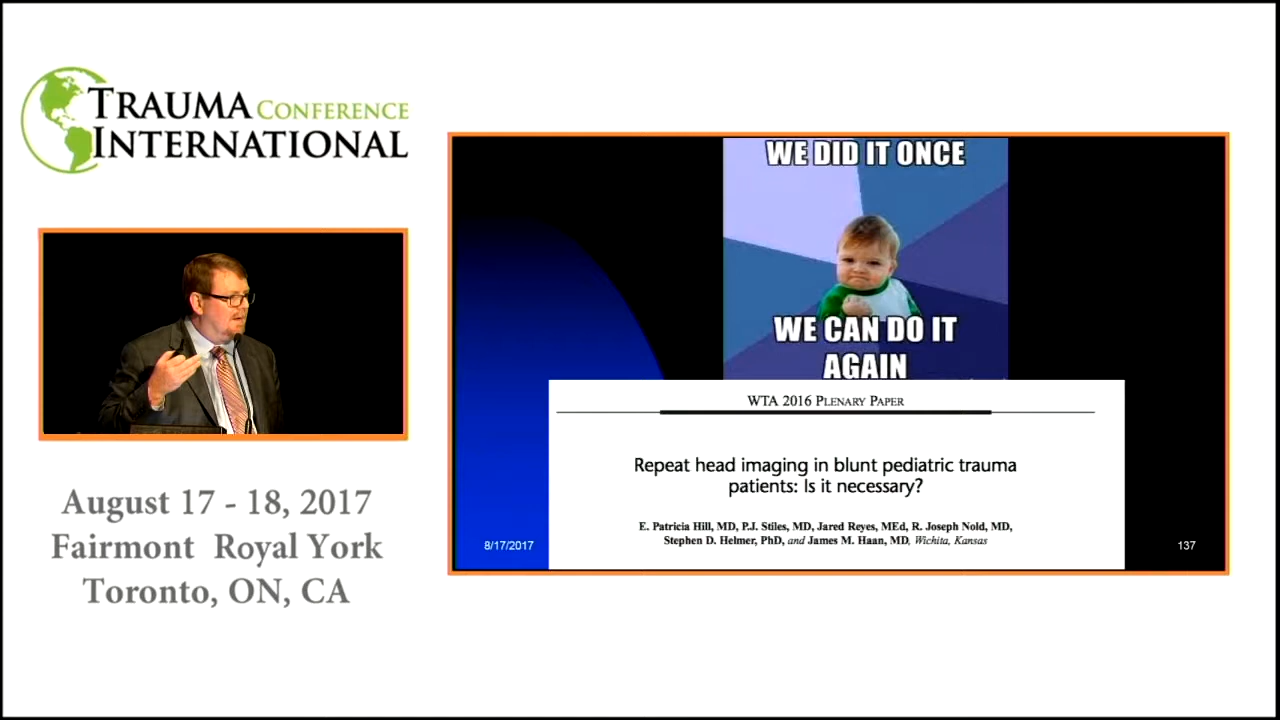 TRAUMA CONFERENCE
INTERNATIONAL
August 17 - 18, 2017
Fairmont Royal York
Toronto, ON, CA
WE DID IT ONCE
WE CAN DO IT
AGAIN
WTA 2016 PLENARY PAPER
Repeat head imaging in blunt pediatric trauma
patients: Is it necessary?
E. Patricia Hill, MD, P.J. Stiles, MD, Jared Reyes, MEd, R. Joseph Nold, MD,
Stephen D. Helmer, PhD, and James M. Haan, MD, Wichita, Kansas
8/17/2017
137